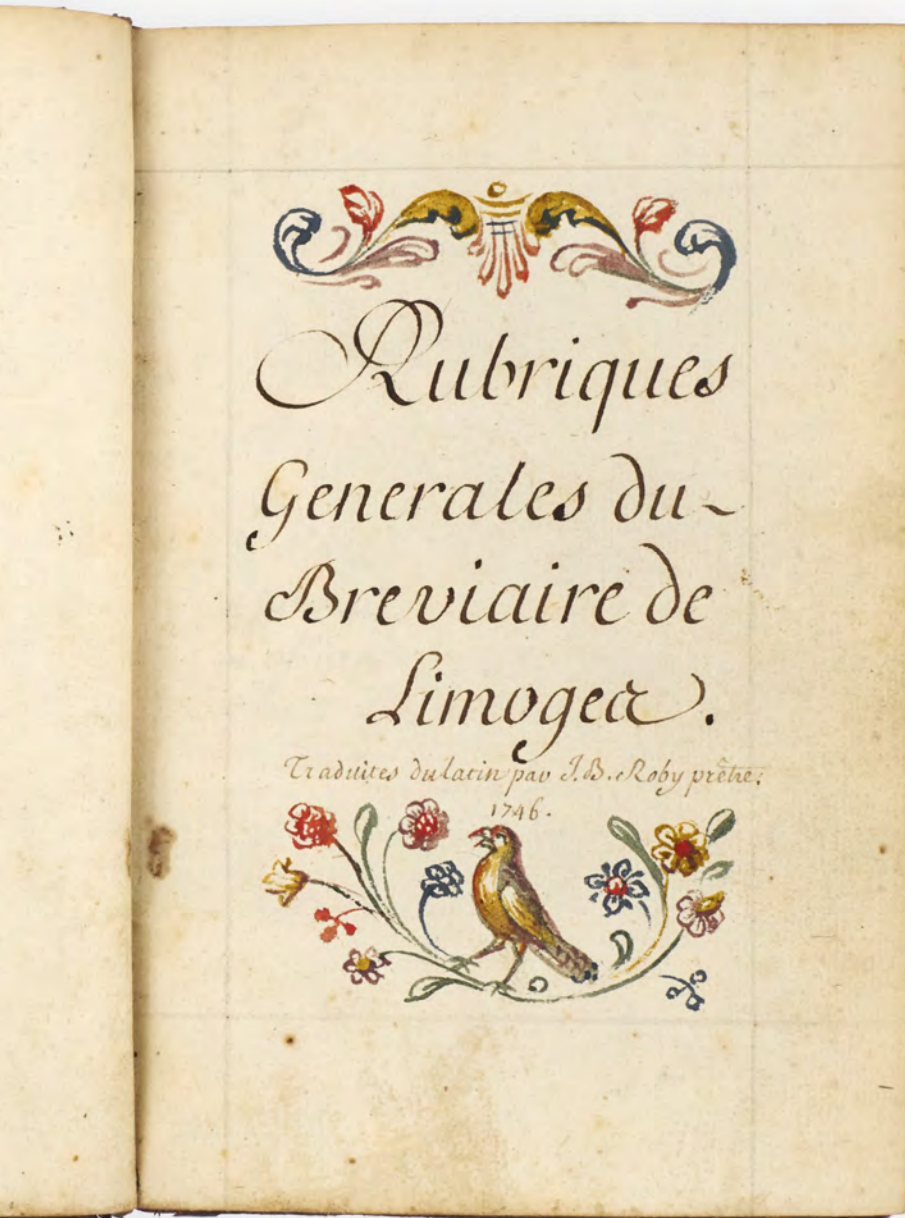 Rubriques
Generales du-
Breviaire de
Limoges.
Traduites du latin par J.B. Roby prêtre.
1746.